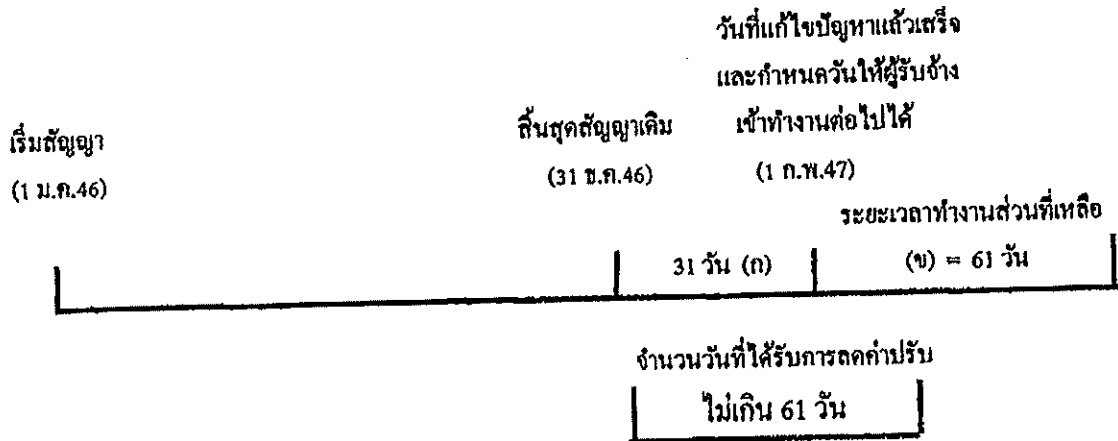 วันที่แก้ไขปัญหาแล้วเสร็จ
และกำหนดวันให้ผู้รับจ้าง
เริ่มสัญญา
สิ้นสุดสัญญาเดิม
เข้าทำงานต่อไปได้
(1 ม.ค.46)
(31 ธ.ค.46)
(1 ก.พ.47)
ระยะเวลาทำงานส่วนที่เหลือ
31 วัน (ก)
(ข) = 61 วัน
จำนวนวันที่ได้รับการลดค่าปรับ
ไม่เกิน 61 วัน